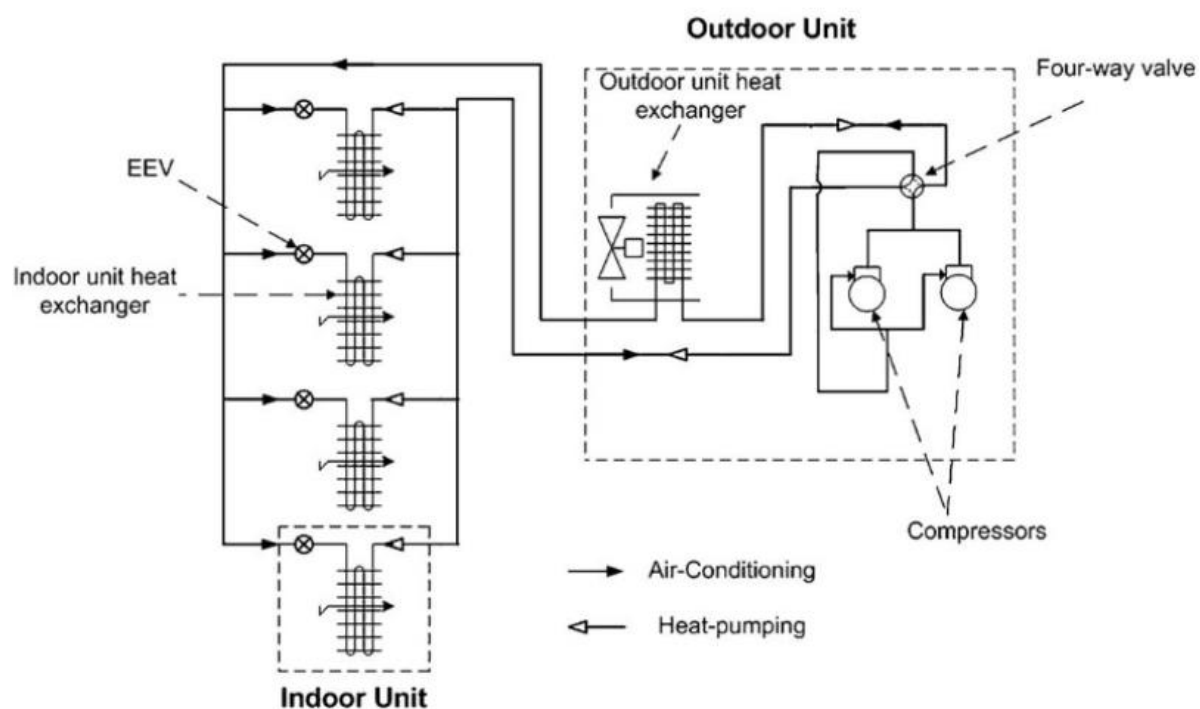 Outdoor Unit
Four-way valve
Outdoor unit heat
exchanger
EEV
Indoor unit heat
exchanger
Compressors
Air-Conditioning
Heat-pumping
Indoor Unit